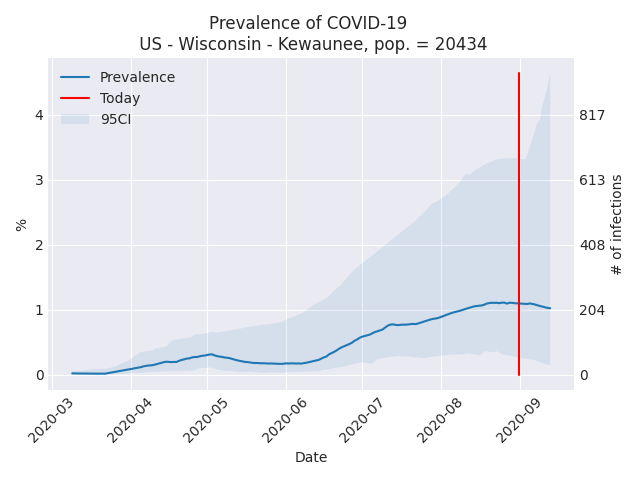 Prevalence of COVID-19
US - Wisconsin - Kewaunee, pop. = 20434
Prevalence
Today
95CI
4
3
2
1
0
%
817
613
408
204
0
# of infections
2020-03
2020-04
2020-05
2020-06
2020-07
2020-08
2020-09
Date